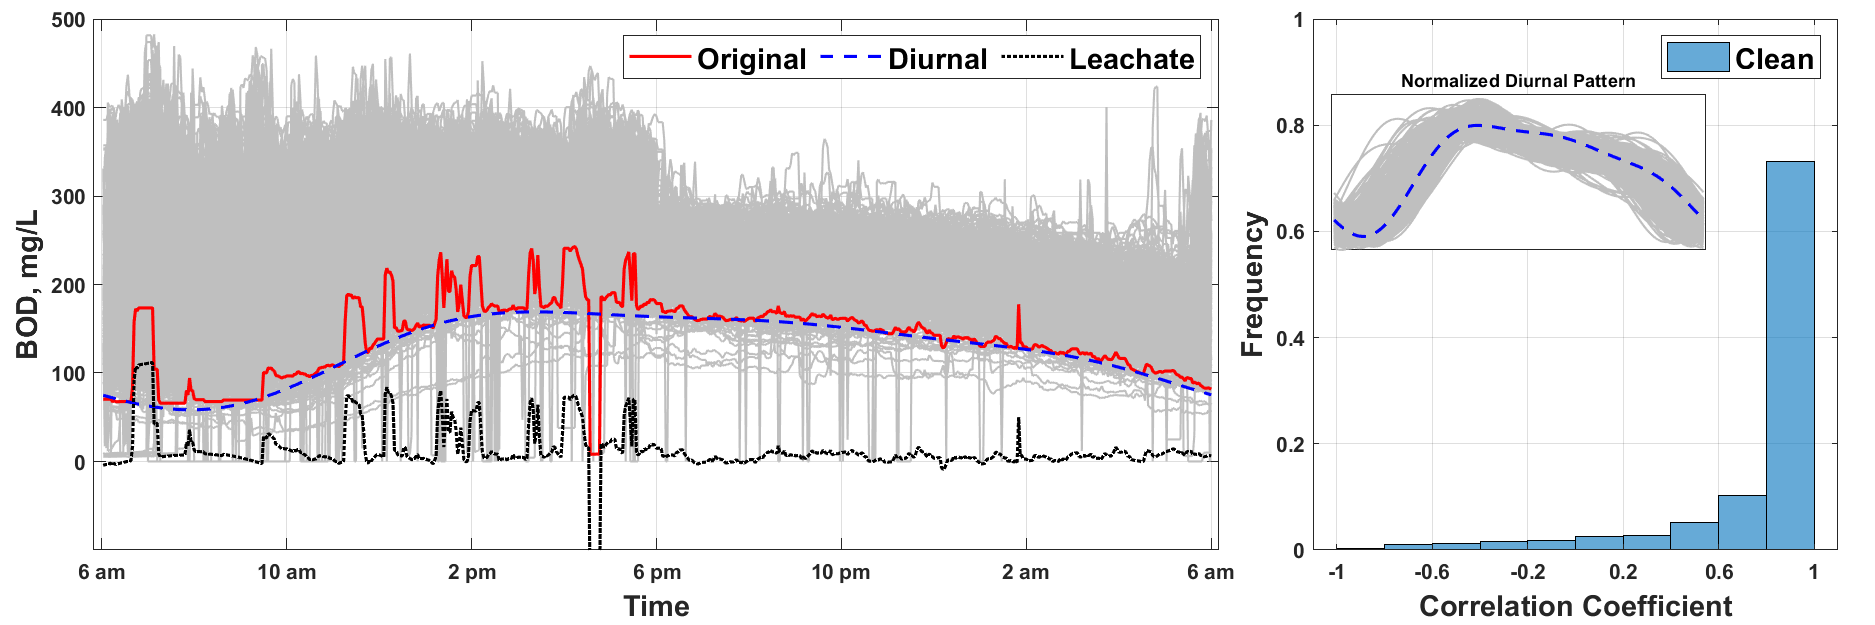 500
400
300
200
100
0
BOD, mg/L
Original Diurnal Leachate
6 am 10 am 2 pm 6 pm 10 pm 2 am 6 am
Time
1
0.8
0.6
0.4
0.2
0
Frequency
Clean
Normalized Diurnal Pattern
-1 -0.6 -0.2 0.2 0.6 1
Correlation Coefficient